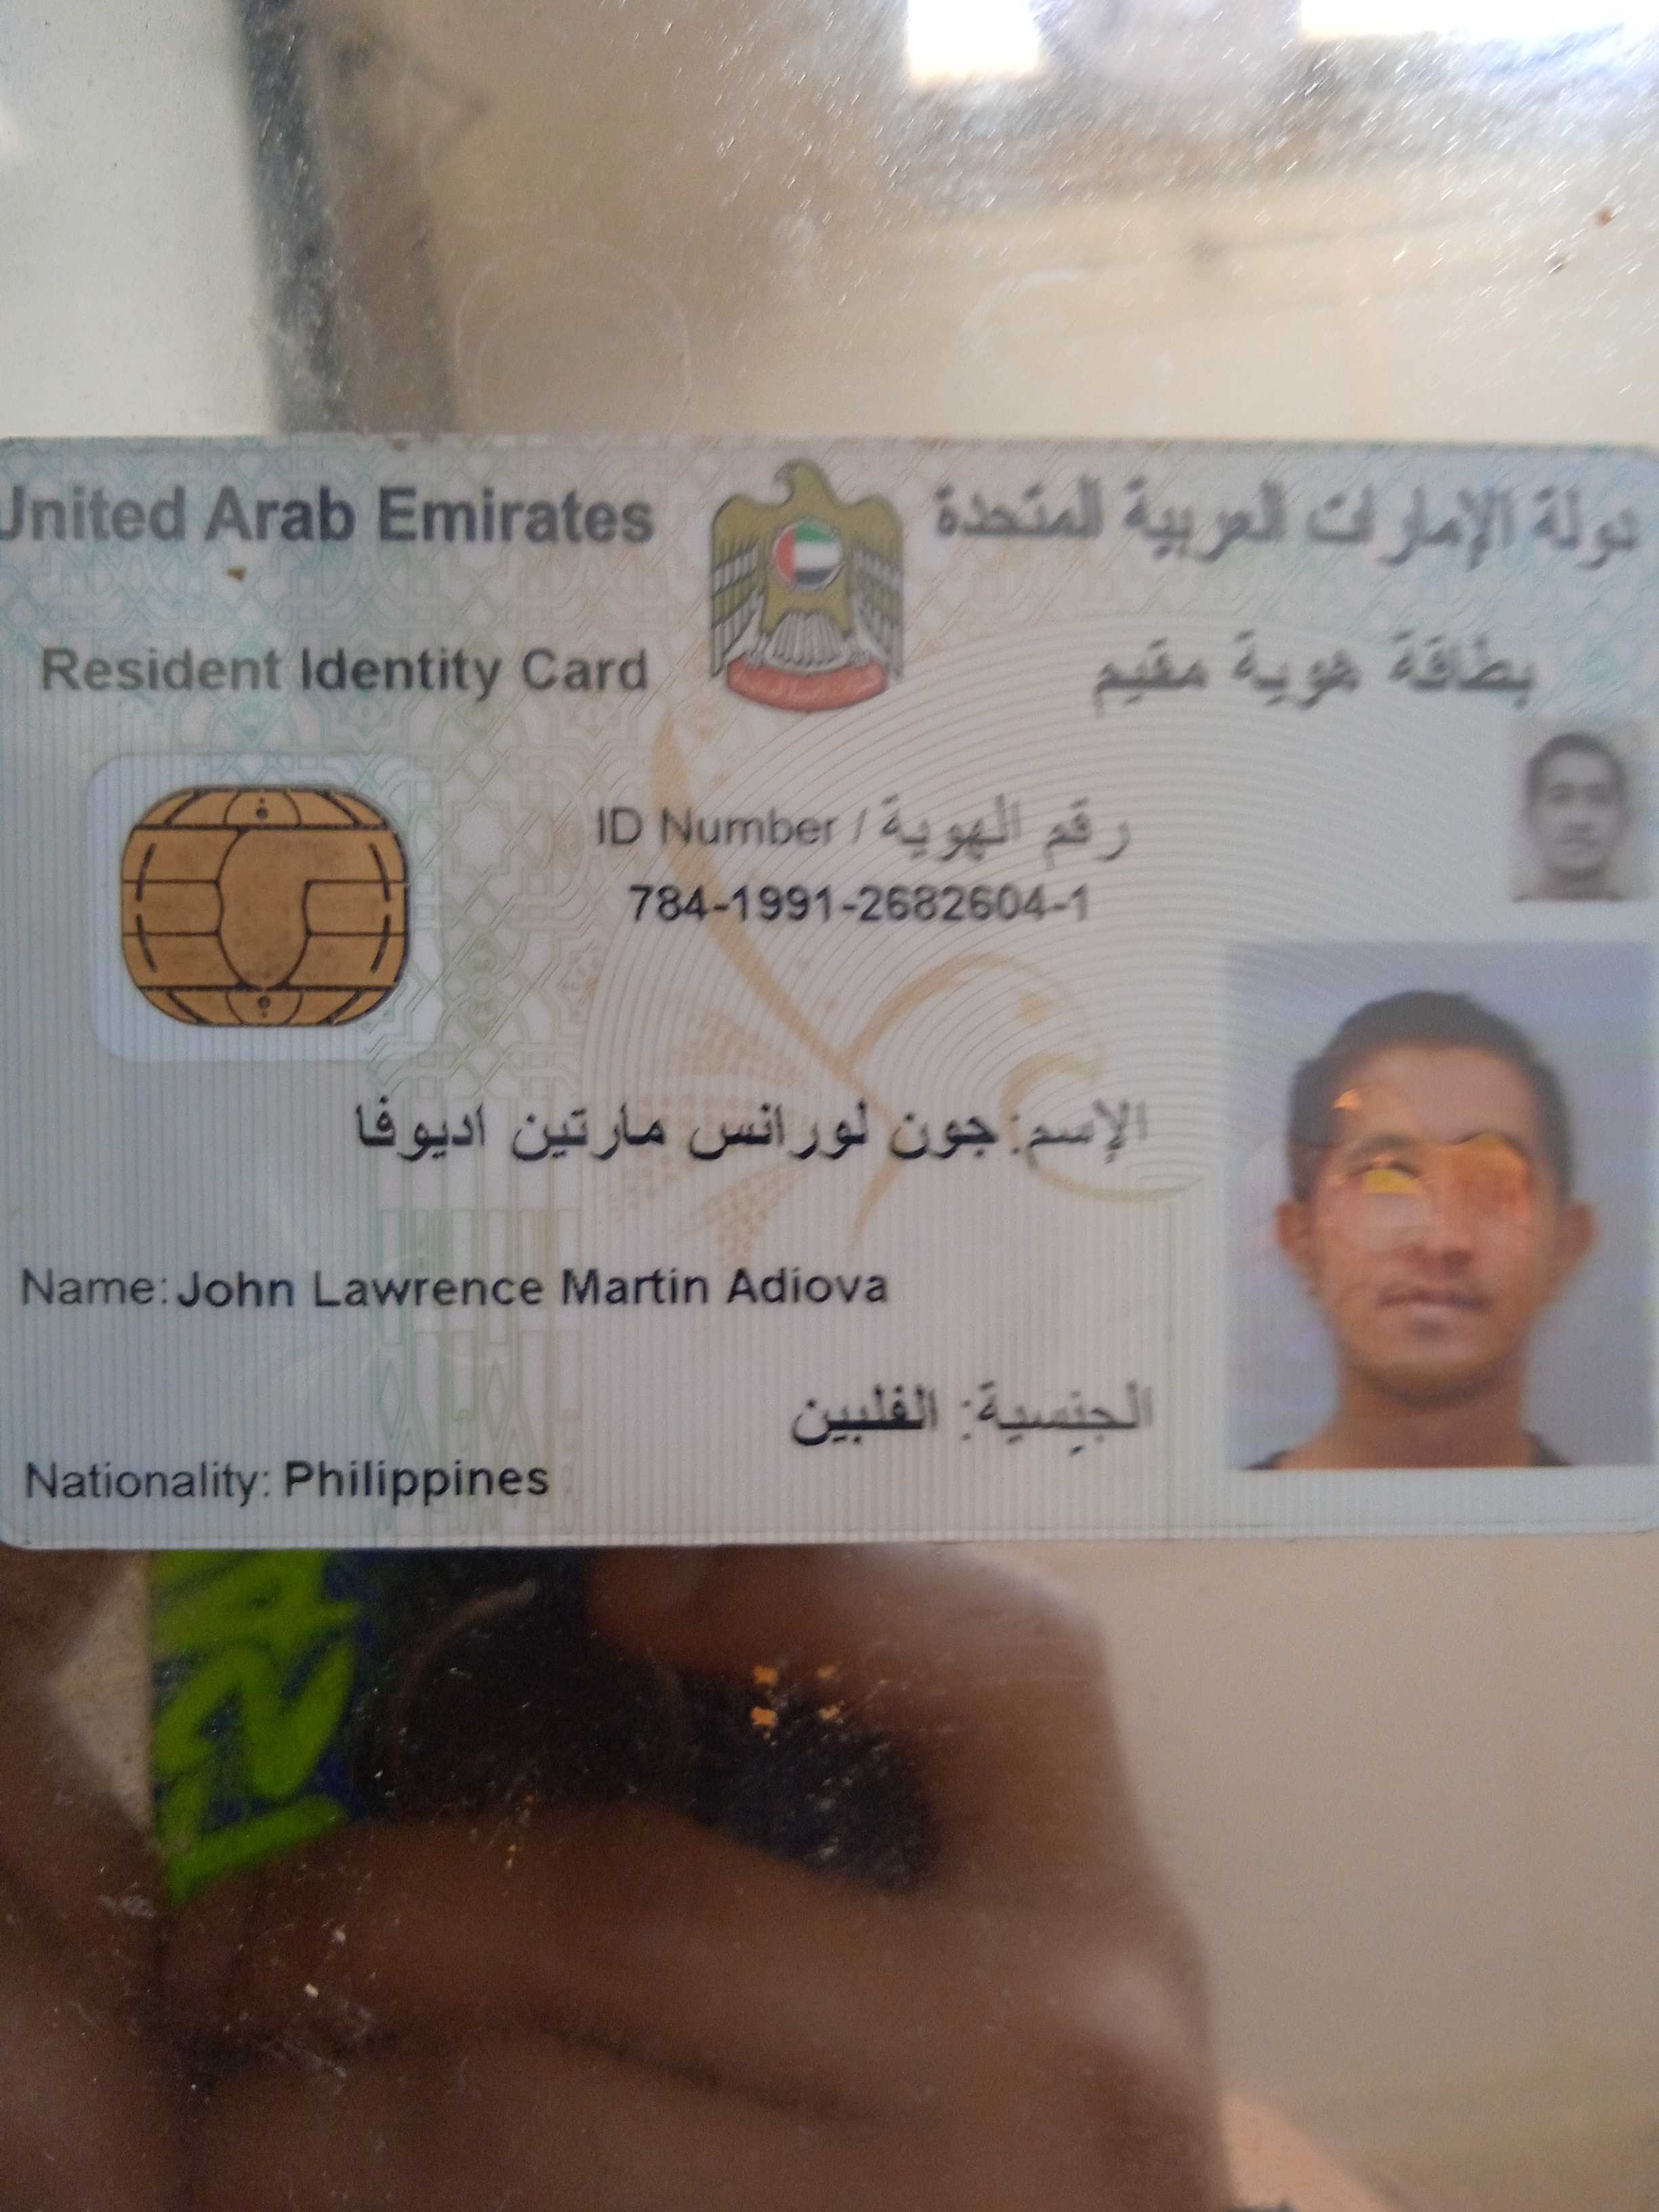 United Arab Emirates
دولة الإمارات العربية المتحدة
Resident Identity Card
بطاقة هوية مقيم
ID Number / رقم الهوية
784-1991-2682604-1
الإسم: جون لورانس مارتين اديوفا
Name: John Lawrence Martin Adiova
الجنسية: الفلبين
Nationality: Philippines